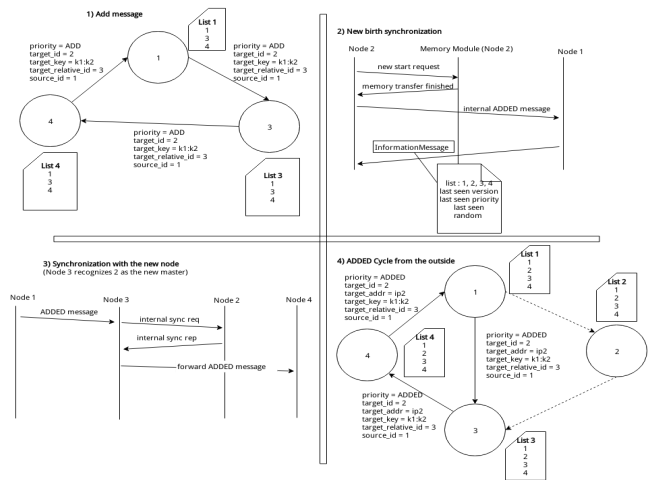 1) Add message
List 1
1
3
4
priority = ADD
target_id = 2
target_key = k1:k2
target_relative_id = 3
source_id = 1
priority = ADD
target_id = 2
target_key = k1:k2
target_relative_id = 3
source_id = 1
1
4
3
priority = ADD
target_id = 2
target_key = k1:k2
target_relative_id = 3
source_id = 1
List 4
1
3
4
List 3
1
3
4
2) New birth synchronization
Node 2
Memory Module (Node 2)
Node 1
new start request
memory transfer finished
internal ADDED message
InformationMessage
list : 1, 2, 3, 4
last seen version
last seen priority
last seen
random
3) Synchronization with the new node
(Node 3 recognizes 2 as the new master)
Node 1
Node 3
Node 2
Node 4
ADDED message
internal sync req
internal sync rep
forward ADDED message
4) ADDED Cycle from the outside
priority = ADDED
target_id = 2
target_addr = ip2
target_key = k1:k2
target_relative_id = 3
source_id = 1
List 1
1
2
3
4
List 2
1
2
3
4
1
List 4
1
2
3
4
4
priority = ADDED
target_id = 2
target_addr = ip2
target_key = k1:k2
target_relative_id = 3
source_id = 1
2
priority = ADDED
target_id = 2
target_addr = ip2
target_key = k1:k2
target_relative_id = 3
source_id = 1
3
List 3
1
2
3
4